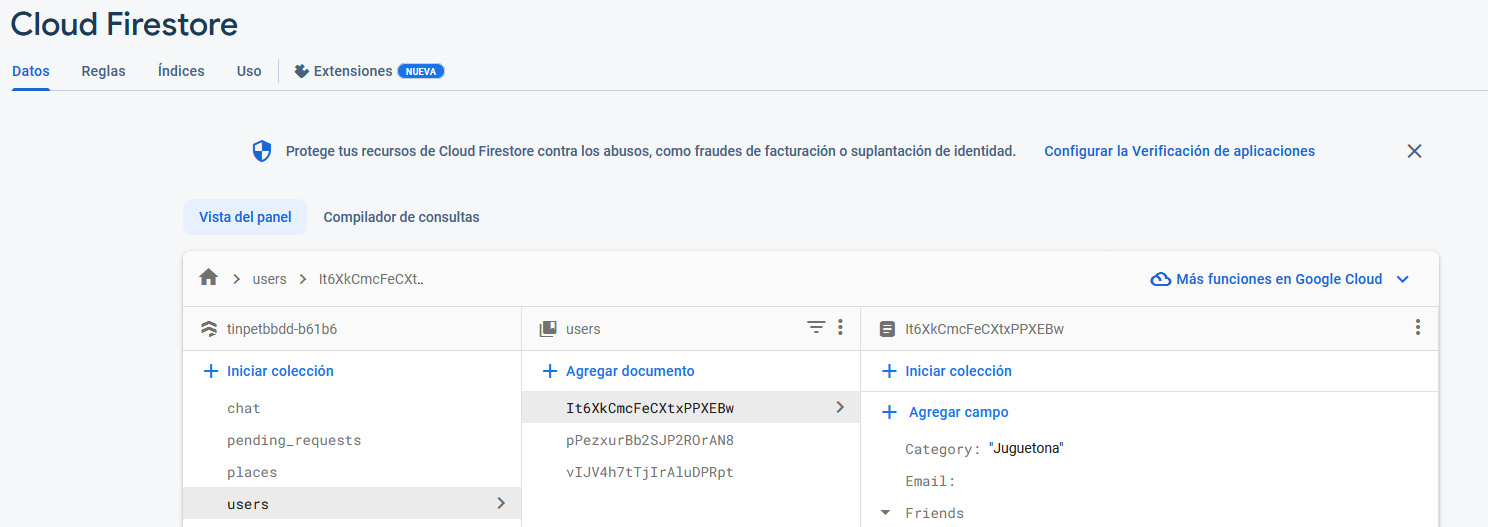 Cloud Firestore
Datos Reglas Índices Uso Extensiones NUEVA
Protege tus recursos de Cloud Firestore contra los abusos, como fraudes de facturación o suplantación de identidad. Configurar la Verificación de aplicaciones
Vista del panel Compilador de consultas
users It6XkCmcFeCXt.. Más funciones en Google Cloud
tinpetbbdd-b61b6 users It6XkCmcFeCXtxPPXEBw
Iniciar colección Agregar documento Iniciar colección
chat It6XkCmcFeCXtxPPXEBw Agregar campo
pending_requests pPezxurBb2SJP2ROrAN8 Category: "Juguetona"
places vIJV4h7tTjIrAluDPRpt Email:
users Friends